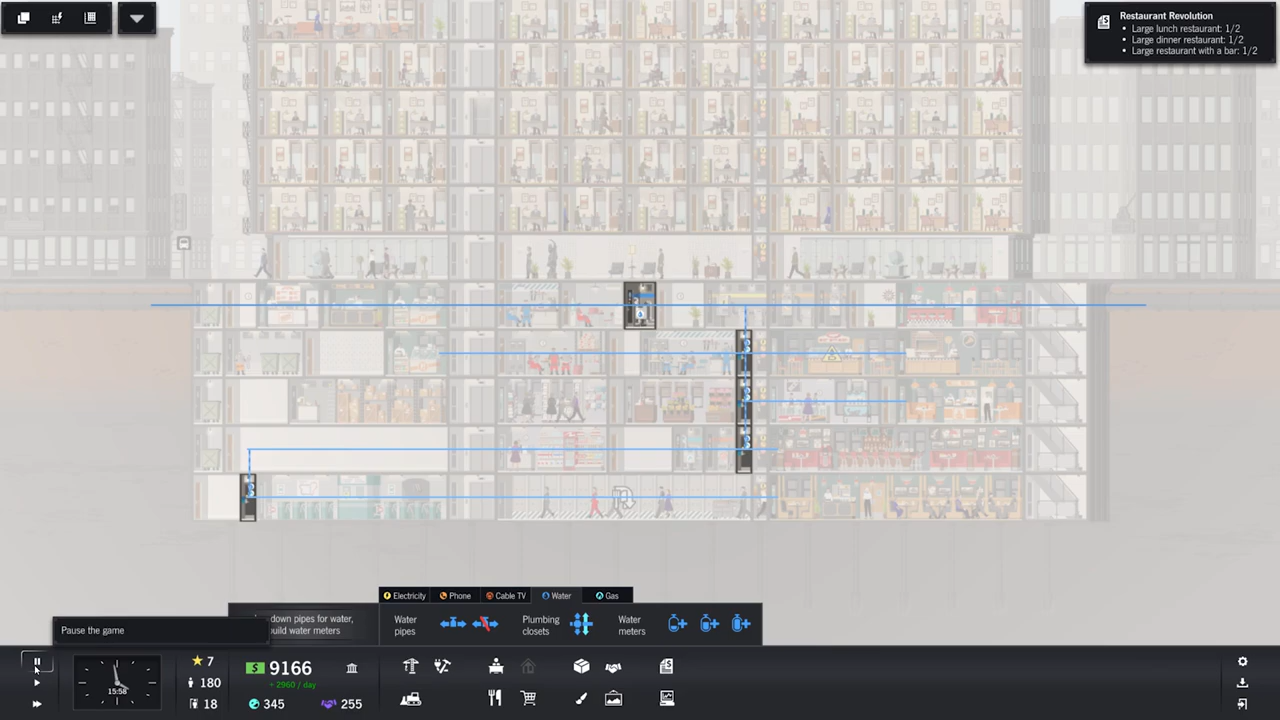 Restaurant Revolution
• Large lunch restaurant: 1/2
• Large dinner restaurant: 1/2
• Large restaurant with a bar: 1/2
Electricity
Phone
Cable TV
Water
Gas
down pipes for water,
build water meters
Water
pipes
Plumbing
closets
Water
meters
Pause the game
15:58
7
180
18
$ 9166
+ 2960 / day
345
255